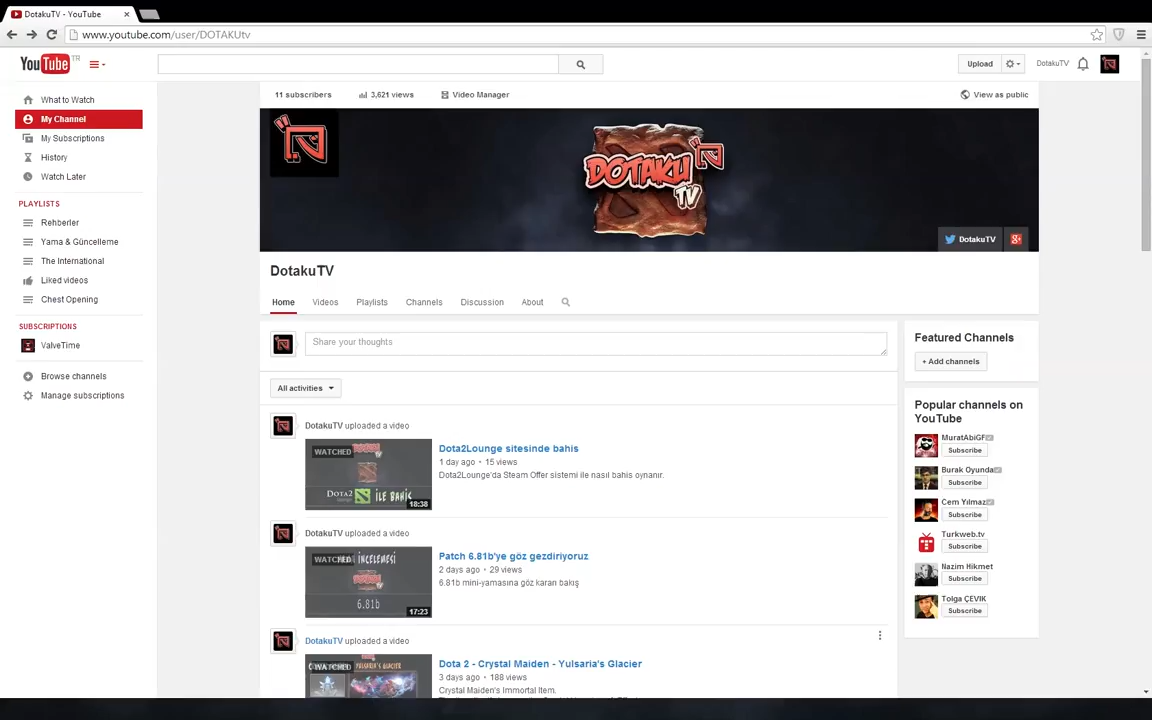 DotakuTV - YouTube
www.youtube.com/user/DOTAKUtv
YouTube TR
Upload
DotakuTV
11 subscribers
3,621 views
Video Manager
View as public
What to Watch
My Channel
My Subscriptions
History
Watch Later
PLAYLISTS
Rehberler
Yama & Güncelleme
The International
Liked videos
Chest Opening
SUBSCRIPTIONS
ValveTime
Browse channels
Manage subscriptions
DOTAKU
TV
DotakuTV
DotakuTV
Home
Videos
Playlists
Channels
Discussion
About
Share your thoughts
All activities
DotakuTV uploaded a video
WATCHED
DOTA2
İLE BAHİS
18:38
Dota2Lounge sitesinde bahis
1 day ago • 15 views
Dota2Lounge'da Steam Offer sistemi ile nasıl bahis oynanır.
DotakuTV uploaded a video
WATCHED
İNCELEMESİ
6.81b
17:23
Patch 6.81b'ye göz gezdiriyoruz
2 days ago • 29 views
6.81b mini-yamasına göz kararı bakış
DotakuTV uploaded a video
WATCHED
YULSARIA'S GLACIER
Dota 2 - Crystal Maiden - Yulsaria's Glacier
3 days ago • 188 views
Crystal Maiden's Immortal Item.
Featured Channels
+ Add channels
Popular channels on
YouTube
MuratAbiGF
Subscribe
Burak Oyunda
Subscribe
Cem Yılmaz
Subscribe
Turkweb.tv
Subscribe
Nazim Hikmet
Subscribe
Tolga ÇEVIK
Subscribe